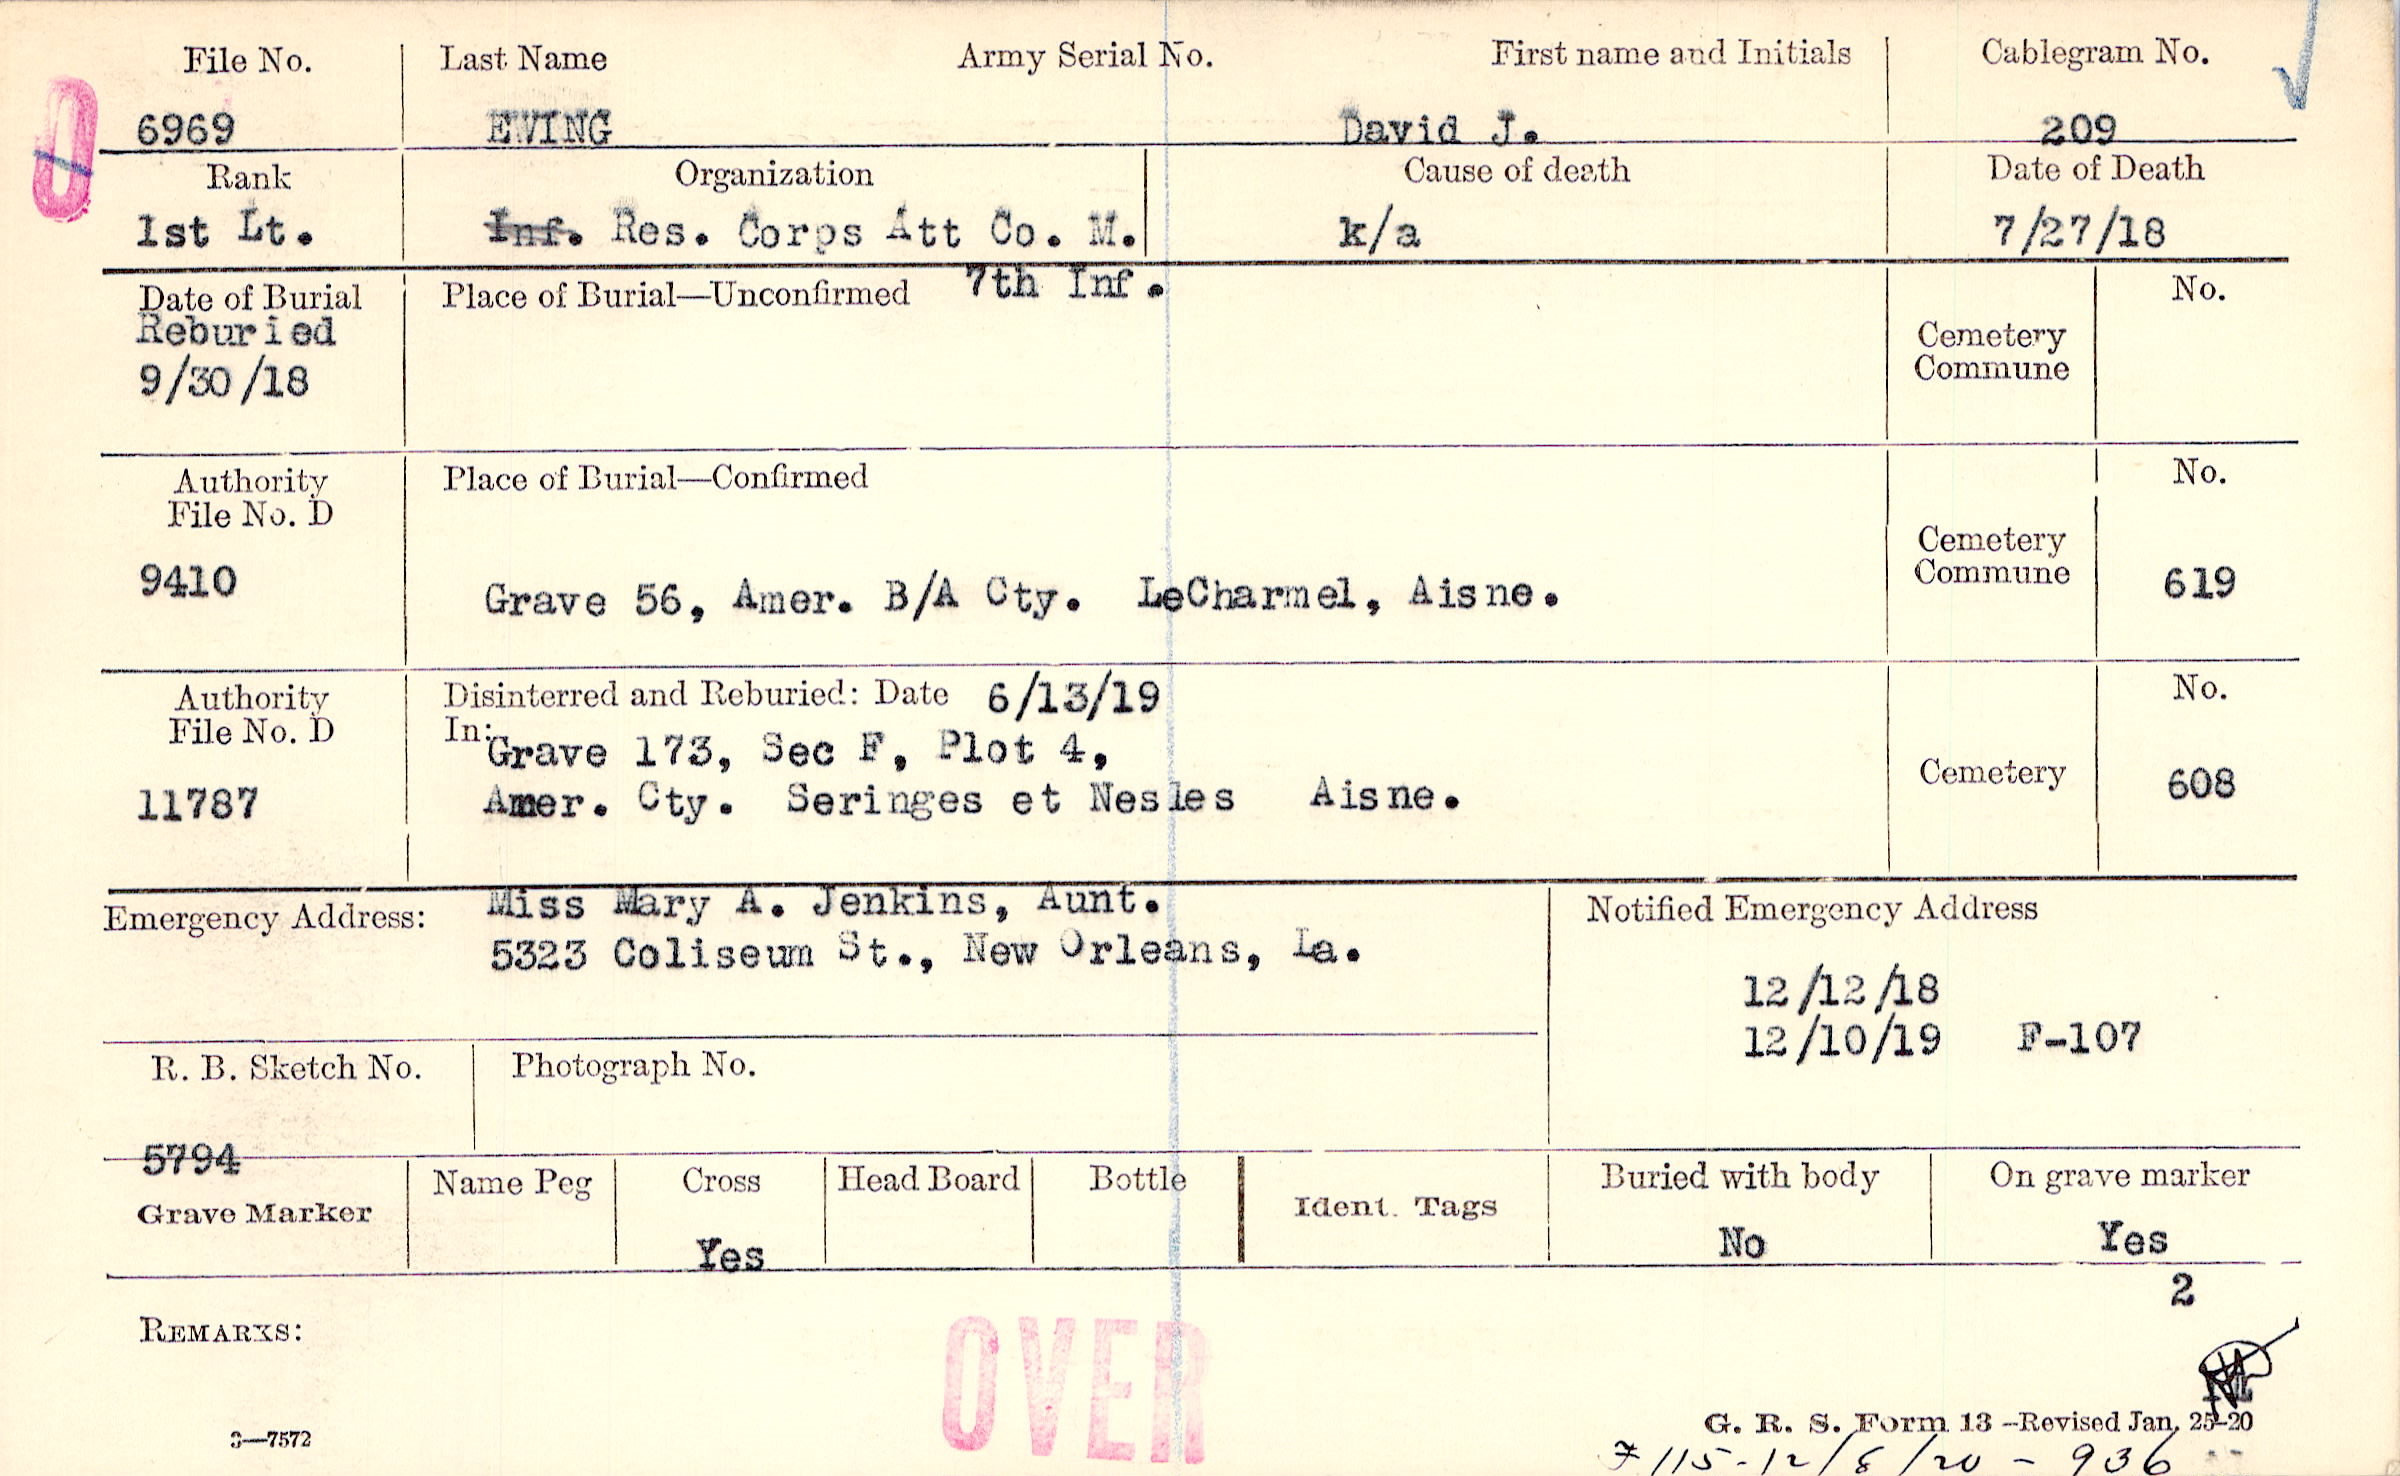 File No. Last Name Army Serial No. First name and Initials Cablegram No.
O
6969 EWING David J. 209
Rank Organization Cause of death Date of Death
1st Lt. Inf. Res. Corps Att Co. M. k/a 7/27/18
7th Inf.
Date of Burial Place of Burial—Unconfirmed No.
Reburied
9/30/18
Cemetery
Commune
Authority Place of Burial—Confirmed No.
File No. D
Cemetery
Commune
9410 Grave 56, Amer. B/A Cty. LeCharmel, Aisne. 619
Authority Disinterred and Reburied: Date 6/13/19 No.
File No. D In: Grave 173, Sec F, Plot 4,
Cemetery
11787 Amer. Cty. Seringes et Nesles Aisne. 608
Emergency Address: Miss Mary A. Jenkins, Aunt. Notified Emergency Address
5323 Coliseum St., New Orleans, La.
12/12/18
12/10/19 F-107
R. B. Sketch No. Photograph No.
5794
Grave Marker Name Peg Cross Head Board Bottle Ident. Tags Buried with body On grave marker
Yes No Yes
2
REMARKS:
OVER
3—7572
G. R. S. Form 13 —Revised Jan. 25-20
115-12/8/20 - 936